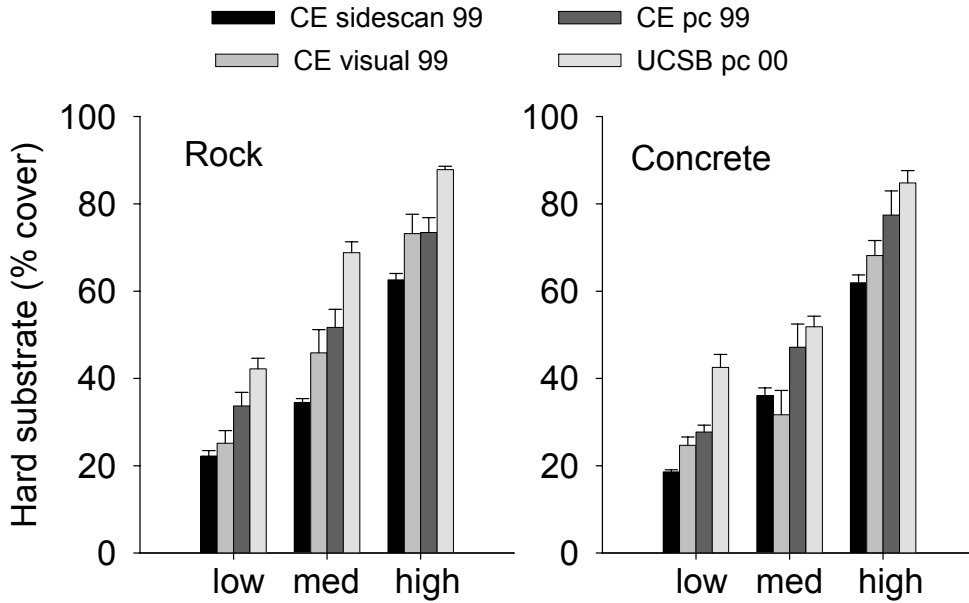 CE sidescan 99 CE pc 99
CE visual 99 UCSB pc 00
Hard substrate (% cover)
100
80
60
40
20
0
Rock
low med high
100
80
60
40
20
0
Concrete
low med high